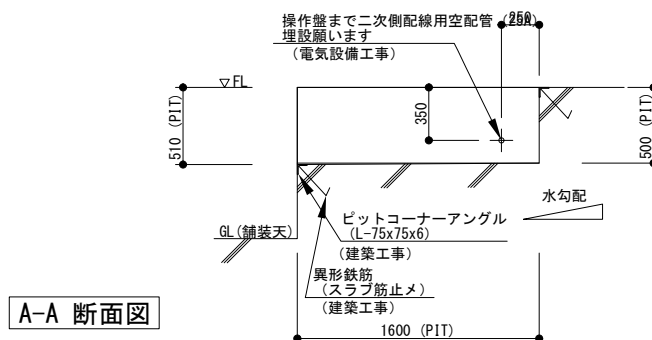 操作盤まで二次側配線用空配管 (25A)
250
埋設願います
(電気設備工事)
▽FL
350
510 (PIT)
500 (PIT)
水勾配
ピットコーナーアングル
(L-75x75x6)
(建築工事)
GL(舗装天)
異形鉄筋
(スラブ筋止メ)
(建築工事)
A-A 断面図
1600 (PIT)